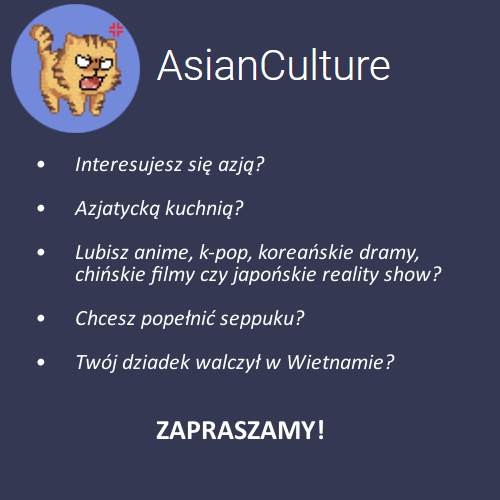 AsianCulture
• Interesujesz się azją?
• Azjatycką kuchnią?
• Lubisz anime, k-pop, koreańskie dramy,
chińskie filmy czy japońskie reality show?
• Chcesz popełnić seppuku?
• Twój dziadek walczył w Wietnamie?
ZAPRASZAMY!